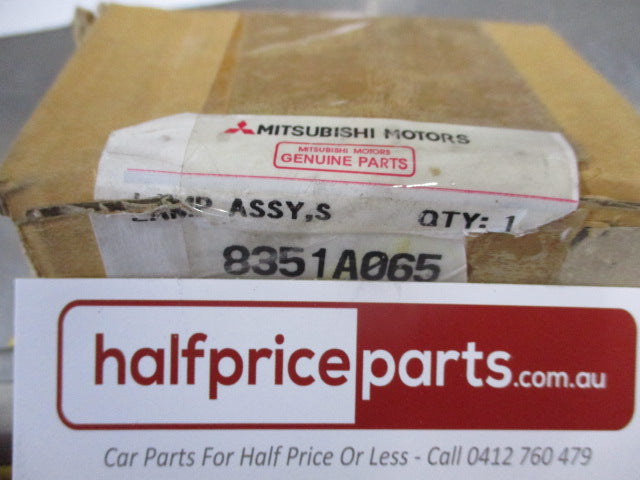 MITSUBISHI MOTORS
MITSUBISHI MOTORS
GENUINE PARTS
LAMP ASSY,S QTY: 1
8351A065
halfpriceparts.com.au
Car Parts For Half Price Or Less - Call 0412 760 479